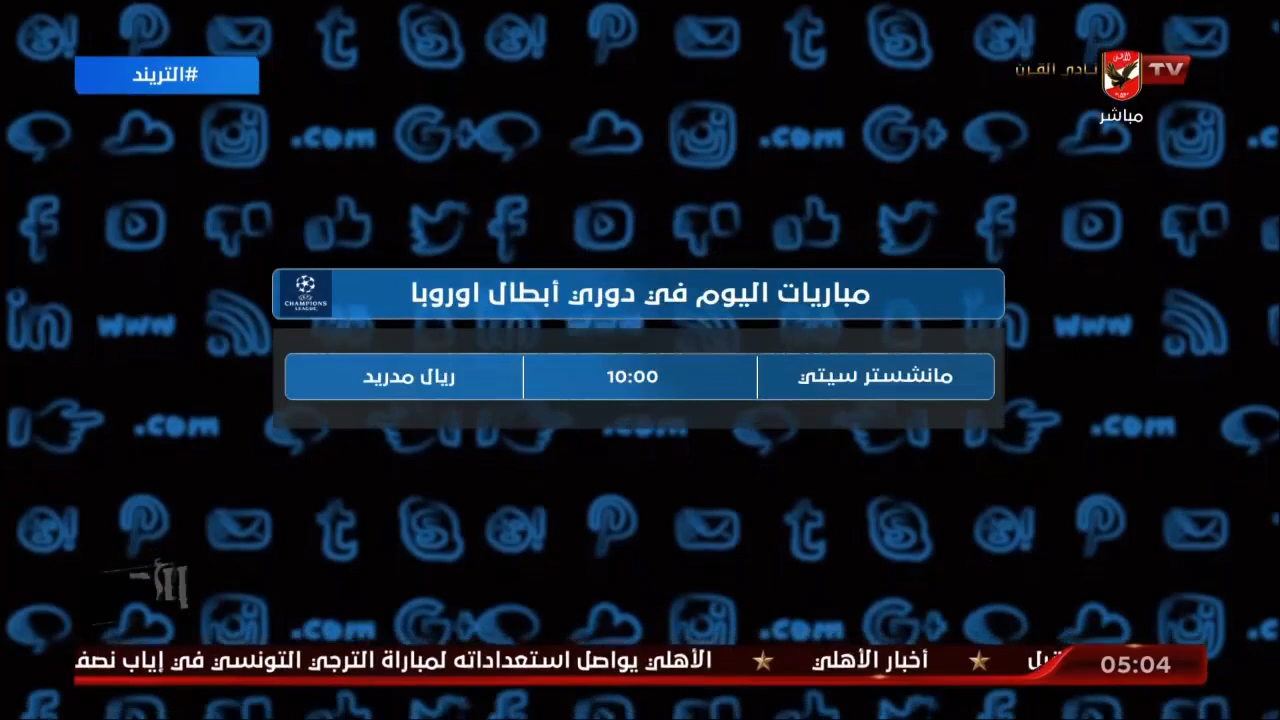 #التريند
نادي القرن
TV
مباشر
مباريات اليوم في دوري أبطال اوروبا
CHAMPIONS
LEAGUE
مانشستر سيتي
10:00
ريال مدريد
05:04
أخبار الأهلي
الأهلي يواصل استعداداته لمباراة الترجي التونسي في إياب نصف